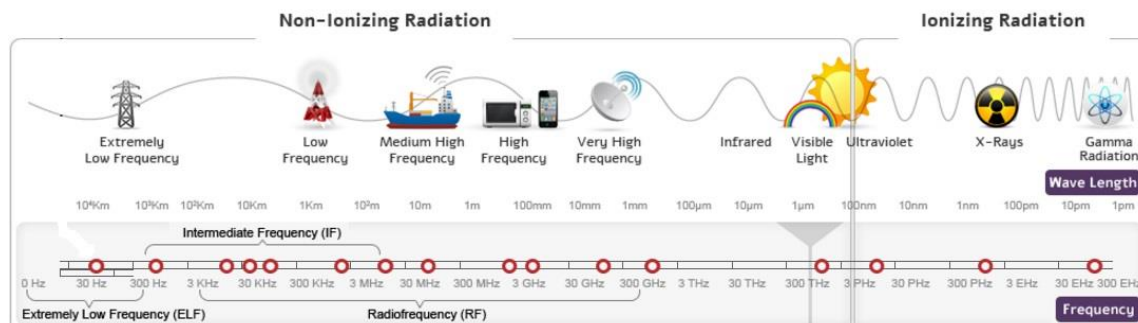 Non-Ionizing Radiation
Ionizing Radiation
Extremely
Low Frequency
Low
Frequency
Medium High
Frequency
High
Frequency
Very High
Frequency
Infrared
Visible
Light
Ultraviolet
X-Rays
Gamma
Radiation
Wave Length
10⁴Km 10³Km 10²Km 10Km 1Km 10²m 10m 1m 100mm 10mm 1mm 100μm 10μm 1μm 100nm 10nm 1nm 100pm 10pm 1pm
Intermediate Frequency (IF)
0 Hz 30 Hz 300 Hz 3 KHz 30 KHz 300 KHz 3 MHz 30 MHz 300 MHz 3 GHz 30 GHz 300 GHz 3 THz 30 THz 300 THz 3 PHz 30 PHz 300 PHz 3 EHz 30 EHz 300 EHz
Extremely Low Frequency (ELF)
Radiofrequency (RF)
Frequency